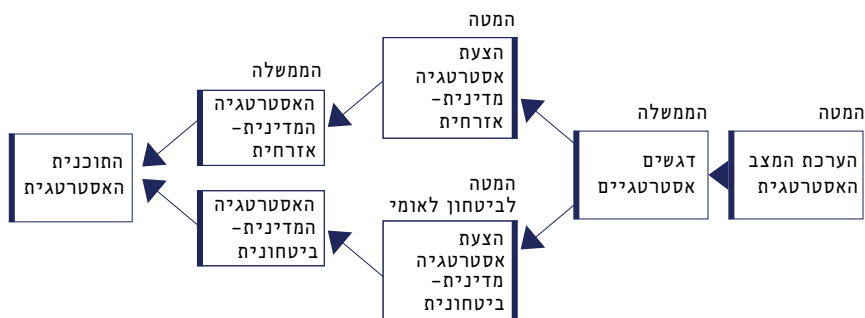 המטה
הערכת המצב
האסטרטגית
הממשלה
דגשים
אסטרטגיים
המטה
הצעת
אסטרטגיה
מדינית-
אזרחית
המטה
לביטחון לאומי
הצעת
אסטרטגיה
מדינית-
ביטחונית
הממשלה
האסטרטגיה
המדינית-
אזרחית
האסטרטגיה
המדינית-
ביטחונית
התוכנית
האסטרטגית